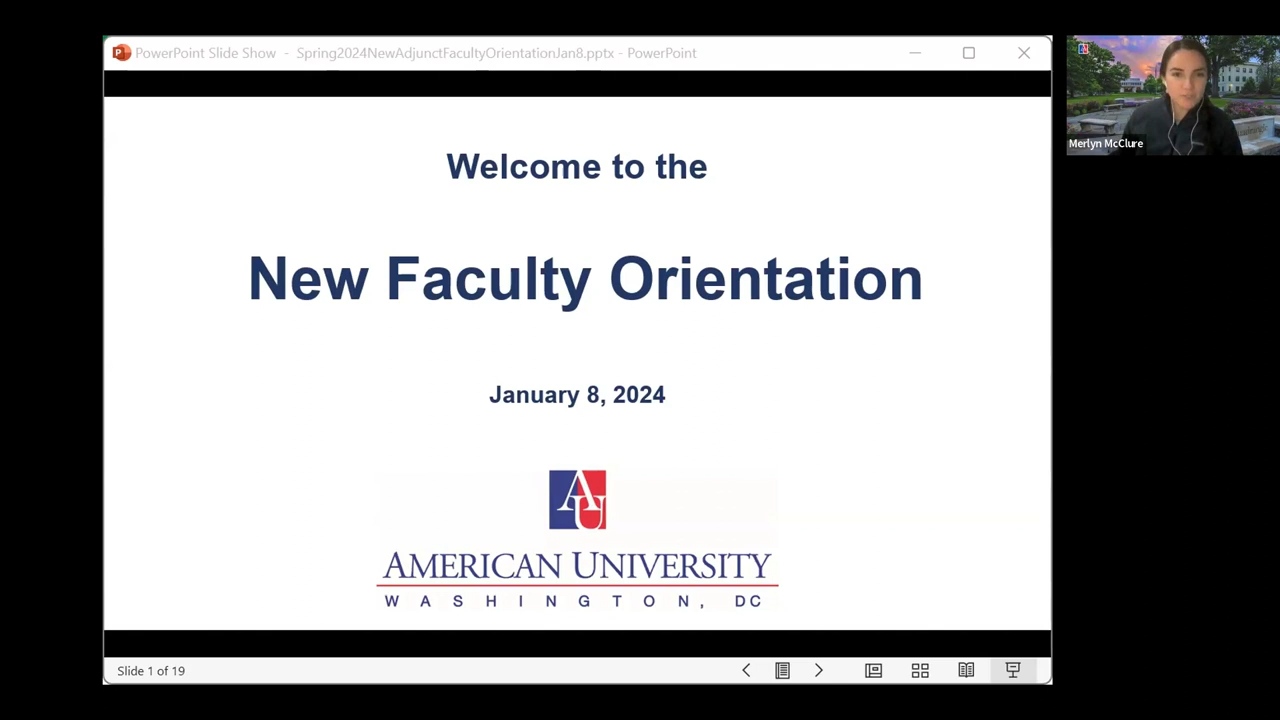 PowerPoint Slide Show - Spring2024NewAdjunctFacultyOrientationJan8.pptx - PowerPoint
Merlyn McClure
Welcome to the
New Faculty Orientation
January 8, 2024
AU
AMERICAN UNIVERSITY
WASHINGTON, DC
Slide 1 of 19